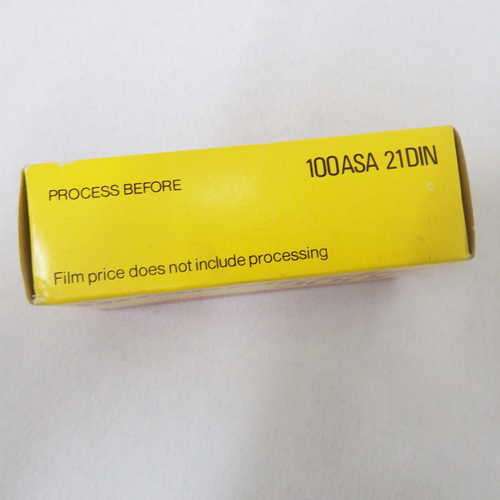 100ASA 21DIN
PROCESS BEFORE
Film price does not include processing